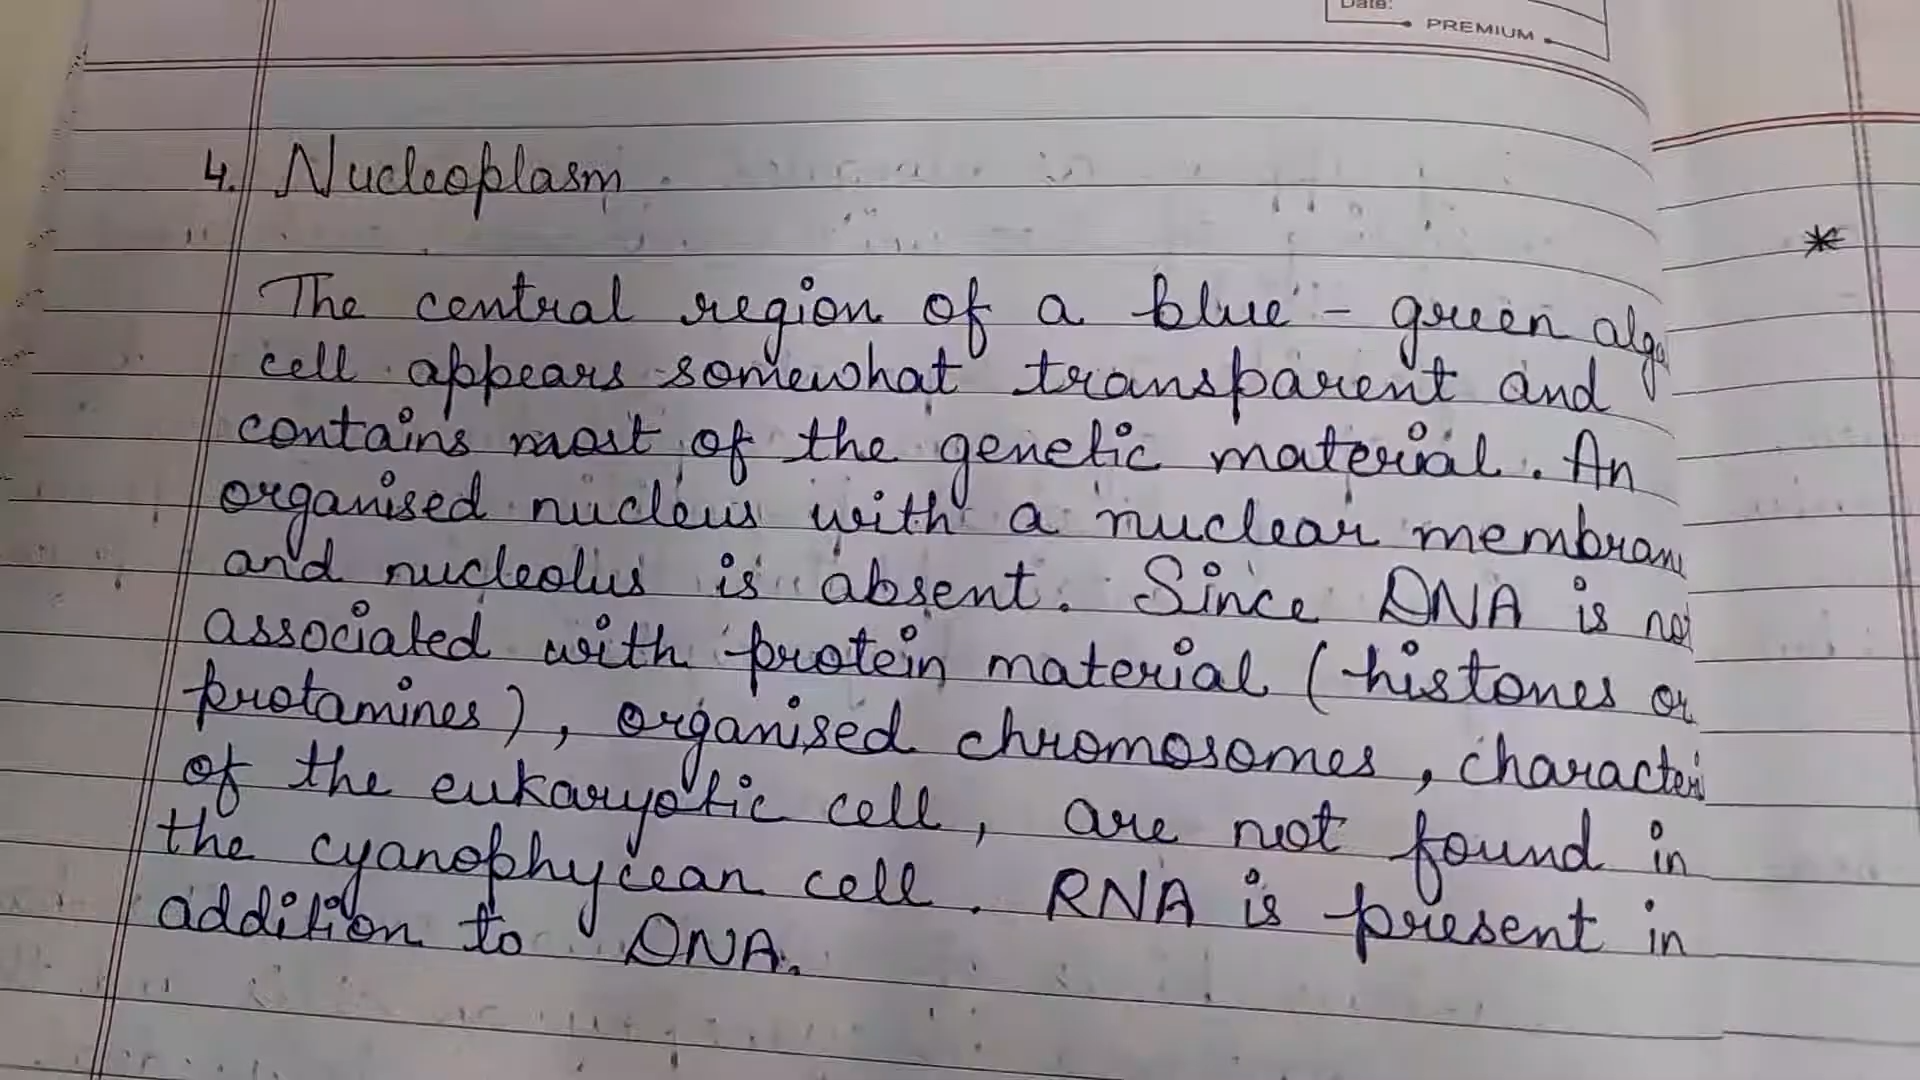 Date:
PREMIUM
4. Nucleoplasm
*
The central region of a blue - green alga
cell appears somewhat transparent and
contains most of the genetic material. An
organised nucleus with a nuclear membran
and nucleolus is absent. Since DNA is not
associated with protein material (histones or
protamines), organised chromosomes, characteri
of the eukaryotic cell, are not found in
the cyanophycean cell. RNA is present in
addition to DNA.